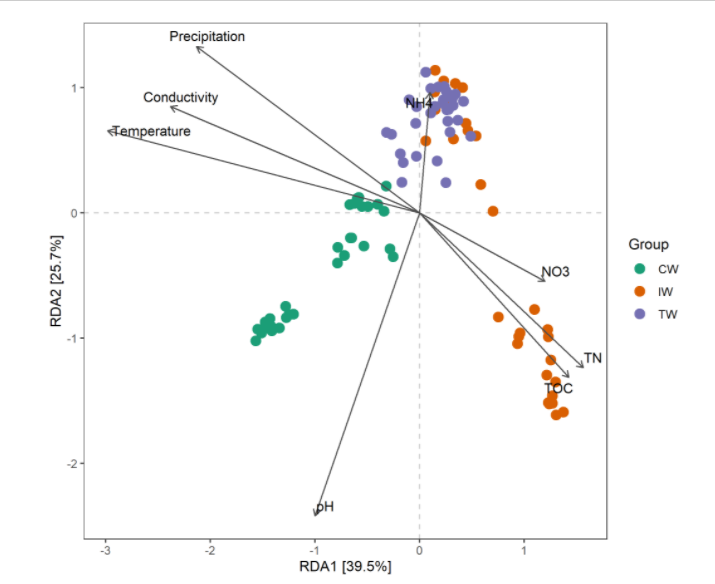 Precipitation
Conductivity
Temperature
NH4
NO3
TN
TOC
pH
1
0
-1
-2
RDA2 [25.7%]
-3
-2
-1
0
1
RDA1 [39.5%]
Group
CW
IW
TW